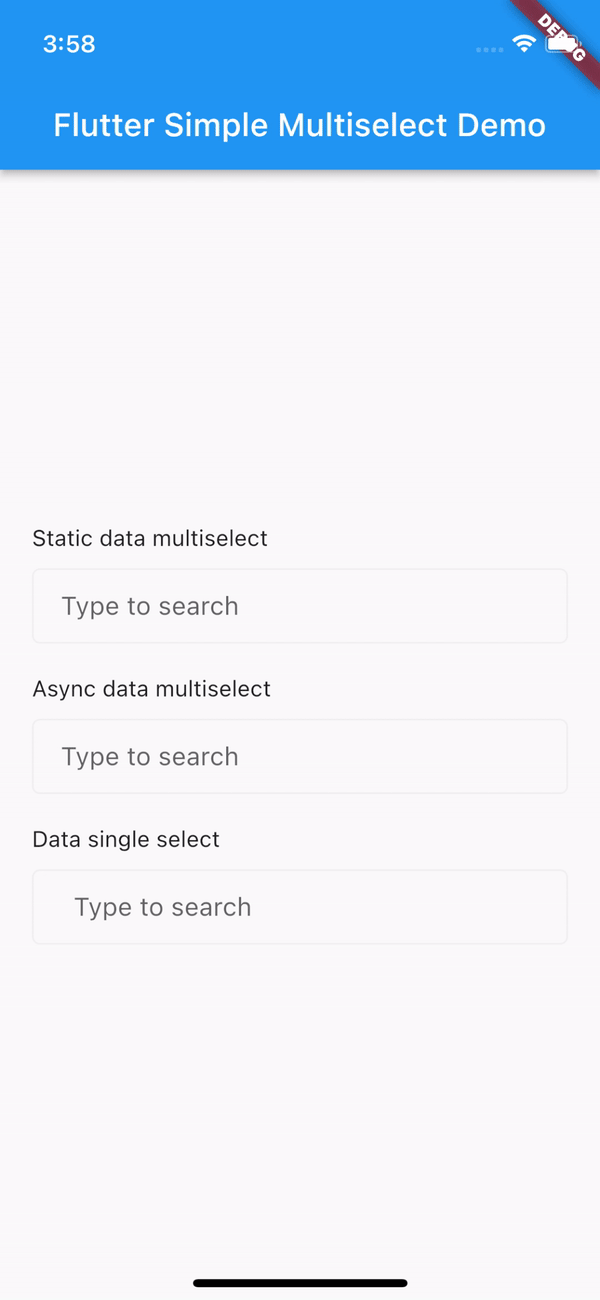 3:58
DEBUG
Flutter Simple Multiselect Demo
Static data multiselect
Type to search
Async data multiselect
Type to search
Data single select
Type to search